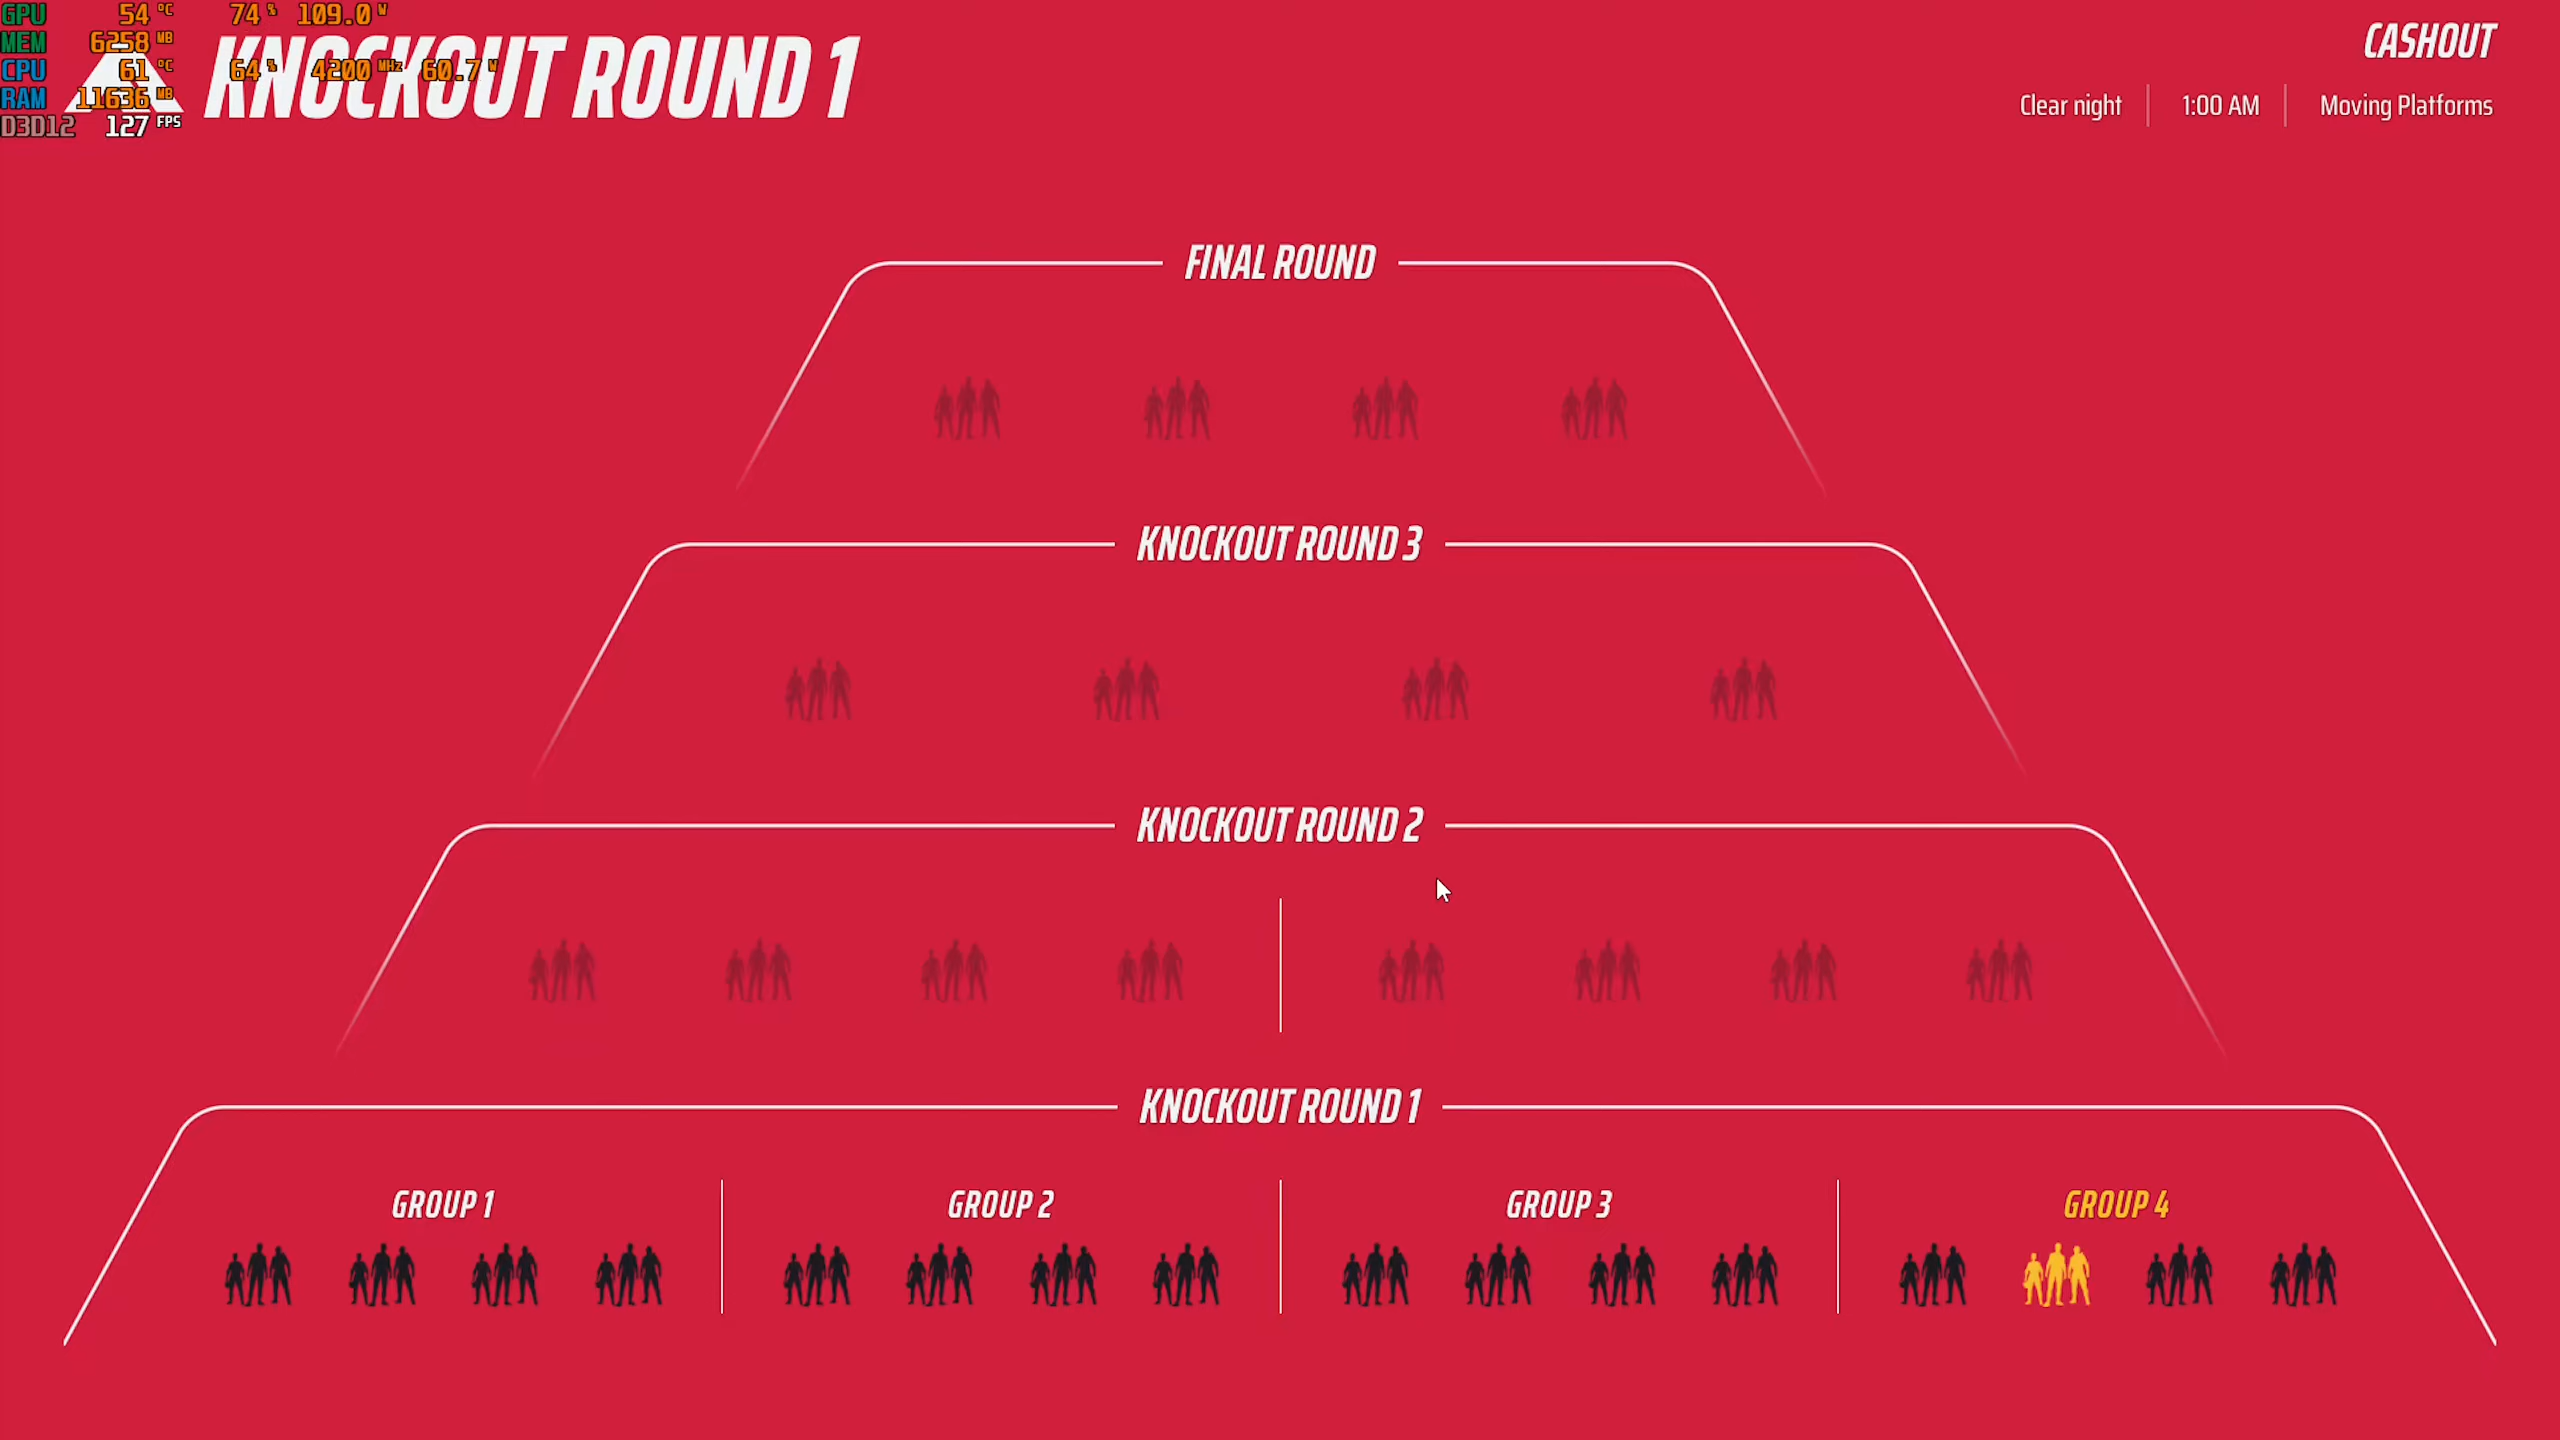 GPU 54 °C 74 % 109.0 W
MEM 6258 MB
CPU 61 °C 64 % 4200 MHz 60.7 W
RAM 11636 MB
D3D12 127 FPS
KNOCKOUT ROUND 1
CASHOUT
Clear night 1:00 AM Moving Platforms
FINAL ROUND
KNOCKOUT ROUND 3
KNOCKOUT ROUND 2
KNOCKOUT ROUND 1
GROUP 1 GROUP 2 GROUP 3 GROUP 4